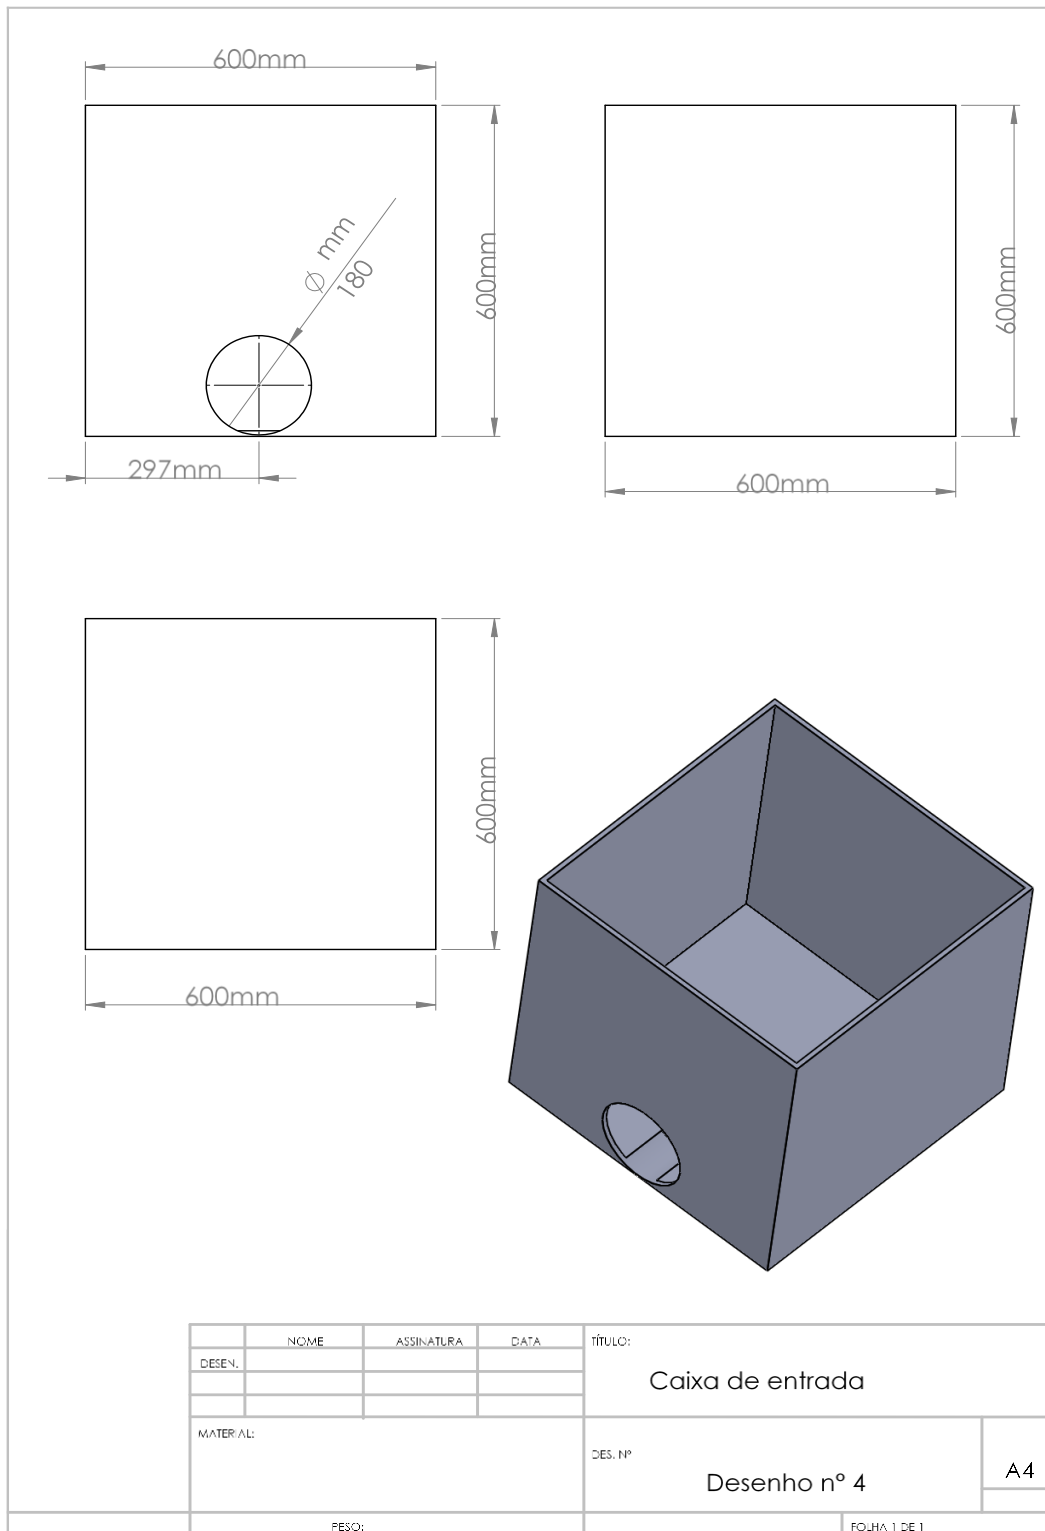 600mm
600mm
600mm
Ø mm
180
297mm
600mm
600mm
600mm
NOME
ASSINATURA
DATA
TÍTULO:
DESEN.
Caixa de entrada
MATERIAL:
DES. Nº
Desenho n° 4
A4
PESO:
FOLHA 1 DE 1